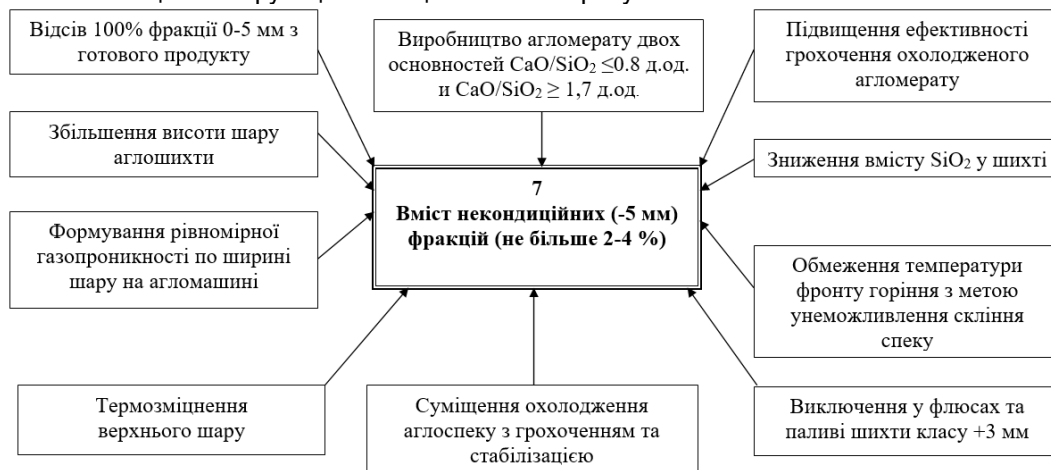 Відсів 100% фракції 0-5 мм з
готового продукту
Виробництво агломерату двох
основностей CaO/SiO₂ ≤0.8 д.од.
и CaO/SiO₂ ≥ 1,7 д.од.
Підвищення ефективності
грохочення охолодженого
агломерату
Збільшення висоти шару
аглошихти
Зниження вмісту SiO₂ у шихті
7
Вміст некондиційних (-5 мм)
фракцій (не більше 2-4 %)
Формування рівномірної
газопроникності по ширині
шару на агломашині
Обмеження температури
фронту горіння з метою
унеможливлення скління
спеку
Термозміцнення
верхнього шару
Суміщення охолодження
аглоспеку з грохоченням та
стабілізацією
Виключення у флюсах та
паливі шихти класу +3 мм